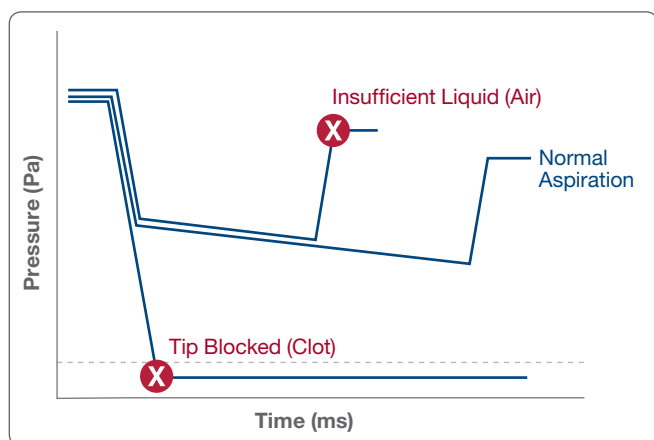 Insufficient Liquid (Air)
X
Normal
Aspiration
Pressure (Pa)
Tip Blocked (Clot)
X
Time (ms)